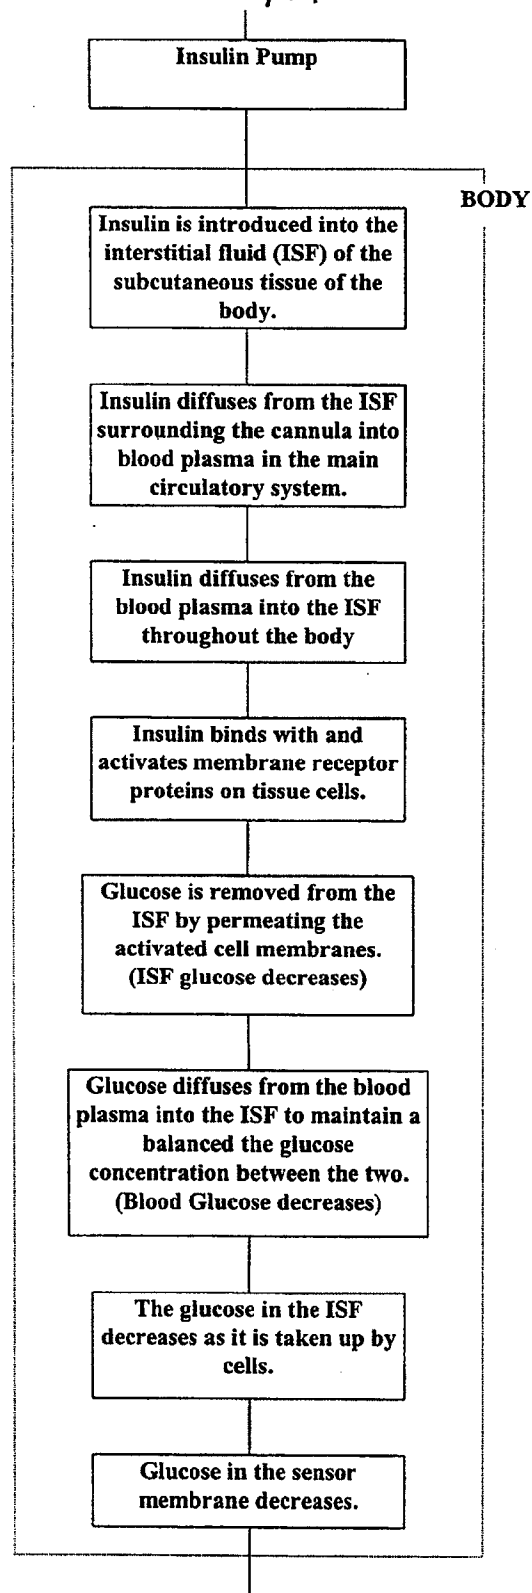 Insulin Pump
BODY
Insulin is introduced into the
interstitial fluid (ISF) of the
subcutaneous tissue of the
body.
Insulin diffuses from the ISF
surrounding the cannula into
blood plasma in the main
circulatory system.
Insulin diffuses from the
blood plasma into the ISF
throughout the body
Insulin binds with and
activates membrane receptor
proteins on tissue cells.
Glucose is removed from the
ISF by permeating the
activated cell membranes.
(ISF glucose decreases)
Glucose diffuses from the blood
plasma into the ISF to maintain a
balanced the glucose
concentration between the two.
(Blood Glucose decreases)
The glucose in the ISF
decreases as it is taken up by
cells.
Glucose in the sensor
membrane decreases.